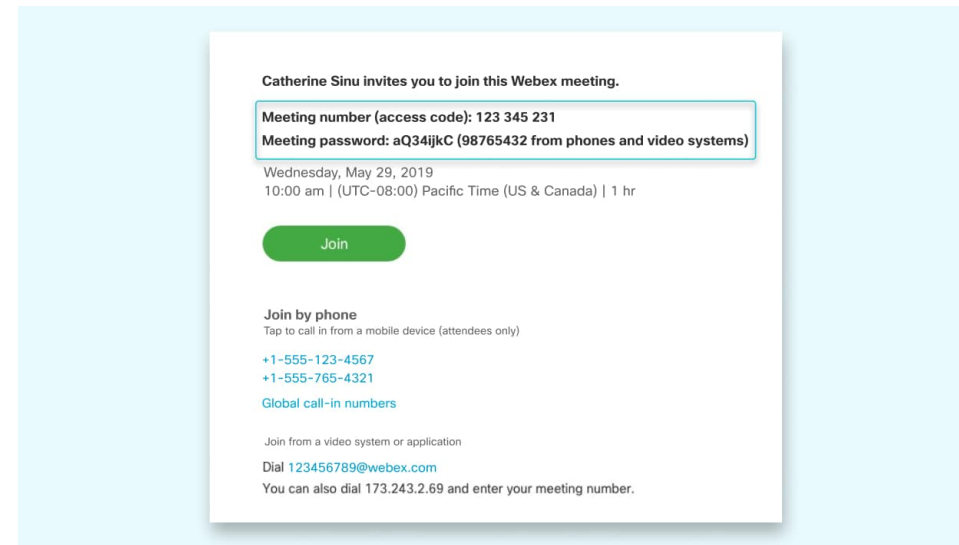 Catherine Sinu invites you to join this Webex meeting.
Meeting number (access code): 123 345 231
Meeting password: aQ34ijkC (98765432 from phones and video systems)
Wednesday, May 29, 2019
10:00 am | (UTC-08:00) Pacific Time (US & Canada) | 1 hr
Join
Join by phone
Tap to call in from a mobile device (attendees only)
+1-555-123-4567
+1-555-765-4321
Global call-in numbers
Join from a video system or application
Dial 123456789@webex.com
You can also dial 173.243.2.69 and enter your meeting number.